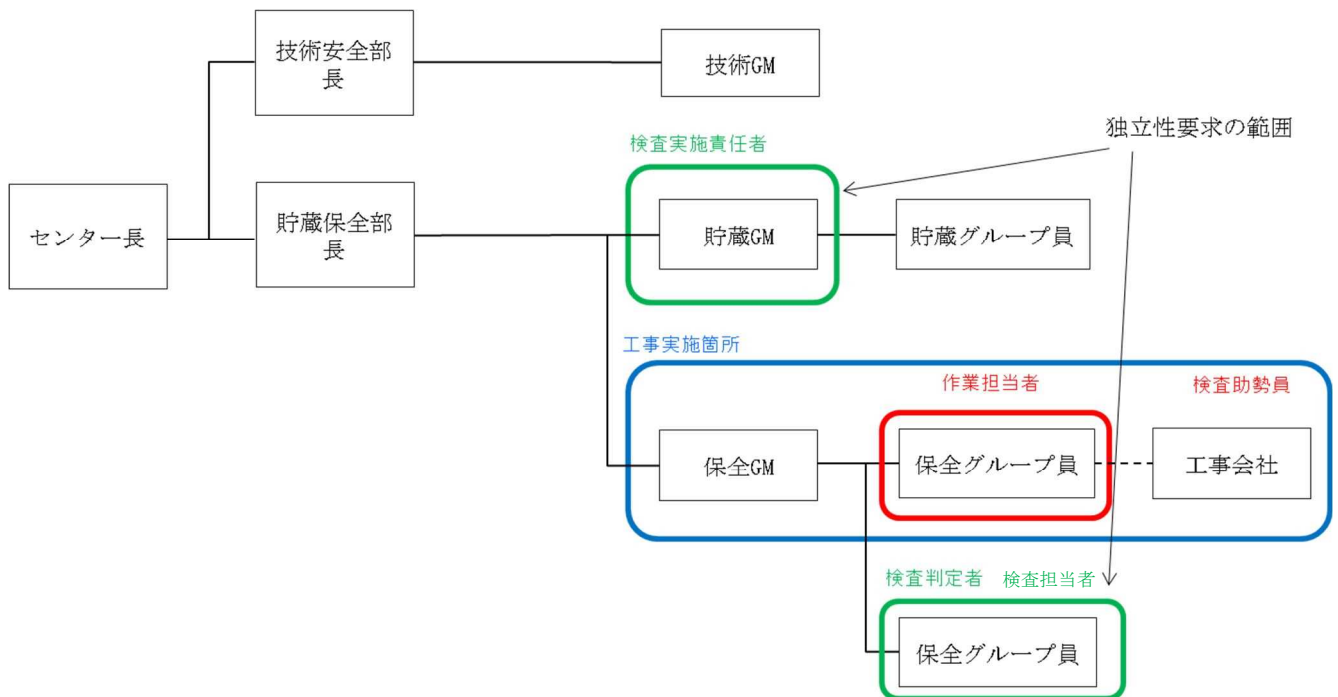 技術安全部
長
技術GM
独立性要求の範囲
検査実施責任者
センター長
貯蔵保全部
長
貯蔵GM
貯蔵グループ員
工事実施箇所
作業担当者
検査助勢員
保全GM
保全グループ員
工事会社
検査判定者 検査担当者
保全グループ員